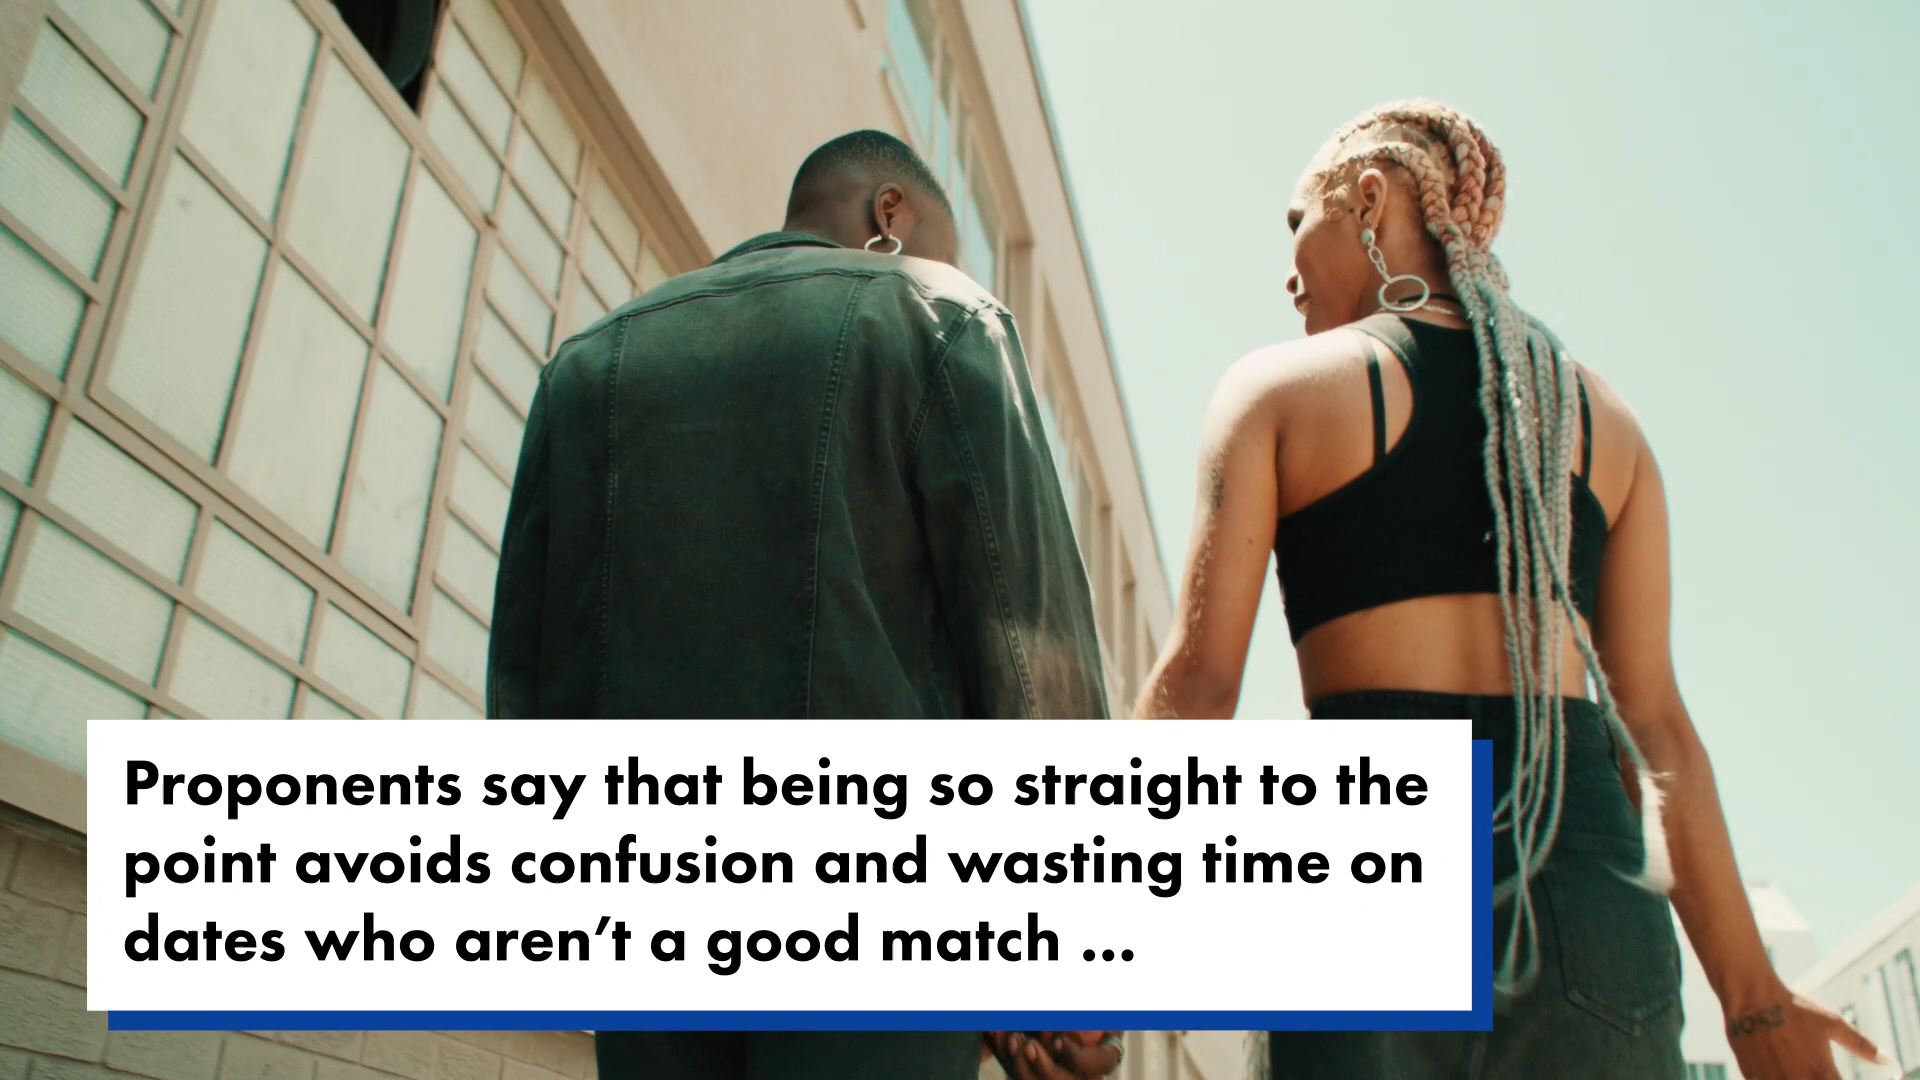 Proponents say that being so straight to the
point avoids confusion and wasting time on
dates who aren’t a good match ...